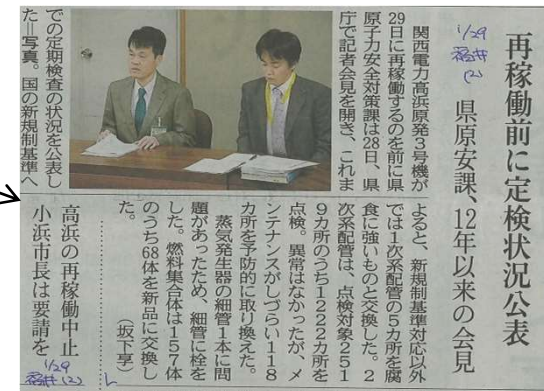 再稼働前に定検状況公表
県原安課、12年以来の会見
1/29
福井
(2)
関西電力高浜原発３号機が
29日に再稼働するのを前に県
原子力安全対策課は28日、県
庁で記者会見を開き、これま
での定期検査の状況を公表し
た＝写真。国の新規制基準へ
よると、新規制基準対応以外
では１次系配管の５カ所を腐
食に強いものと交換した。２
次系配管は、点検対象２５１
９カ所のうち１２２２カ所を
点検。異常はなかったが、メ
ンテナンスがしづらい１１８
カ所を予防的に取り換えた。
蒸気発生器の細管１本に問
題があったため、細管に栓を
した。燃料集合体は１５７体
のうち68体を新品に交換し
た。
（坂下享）
高浜の再稼働中止
小浜市長は要請を
1/29
福井(2)